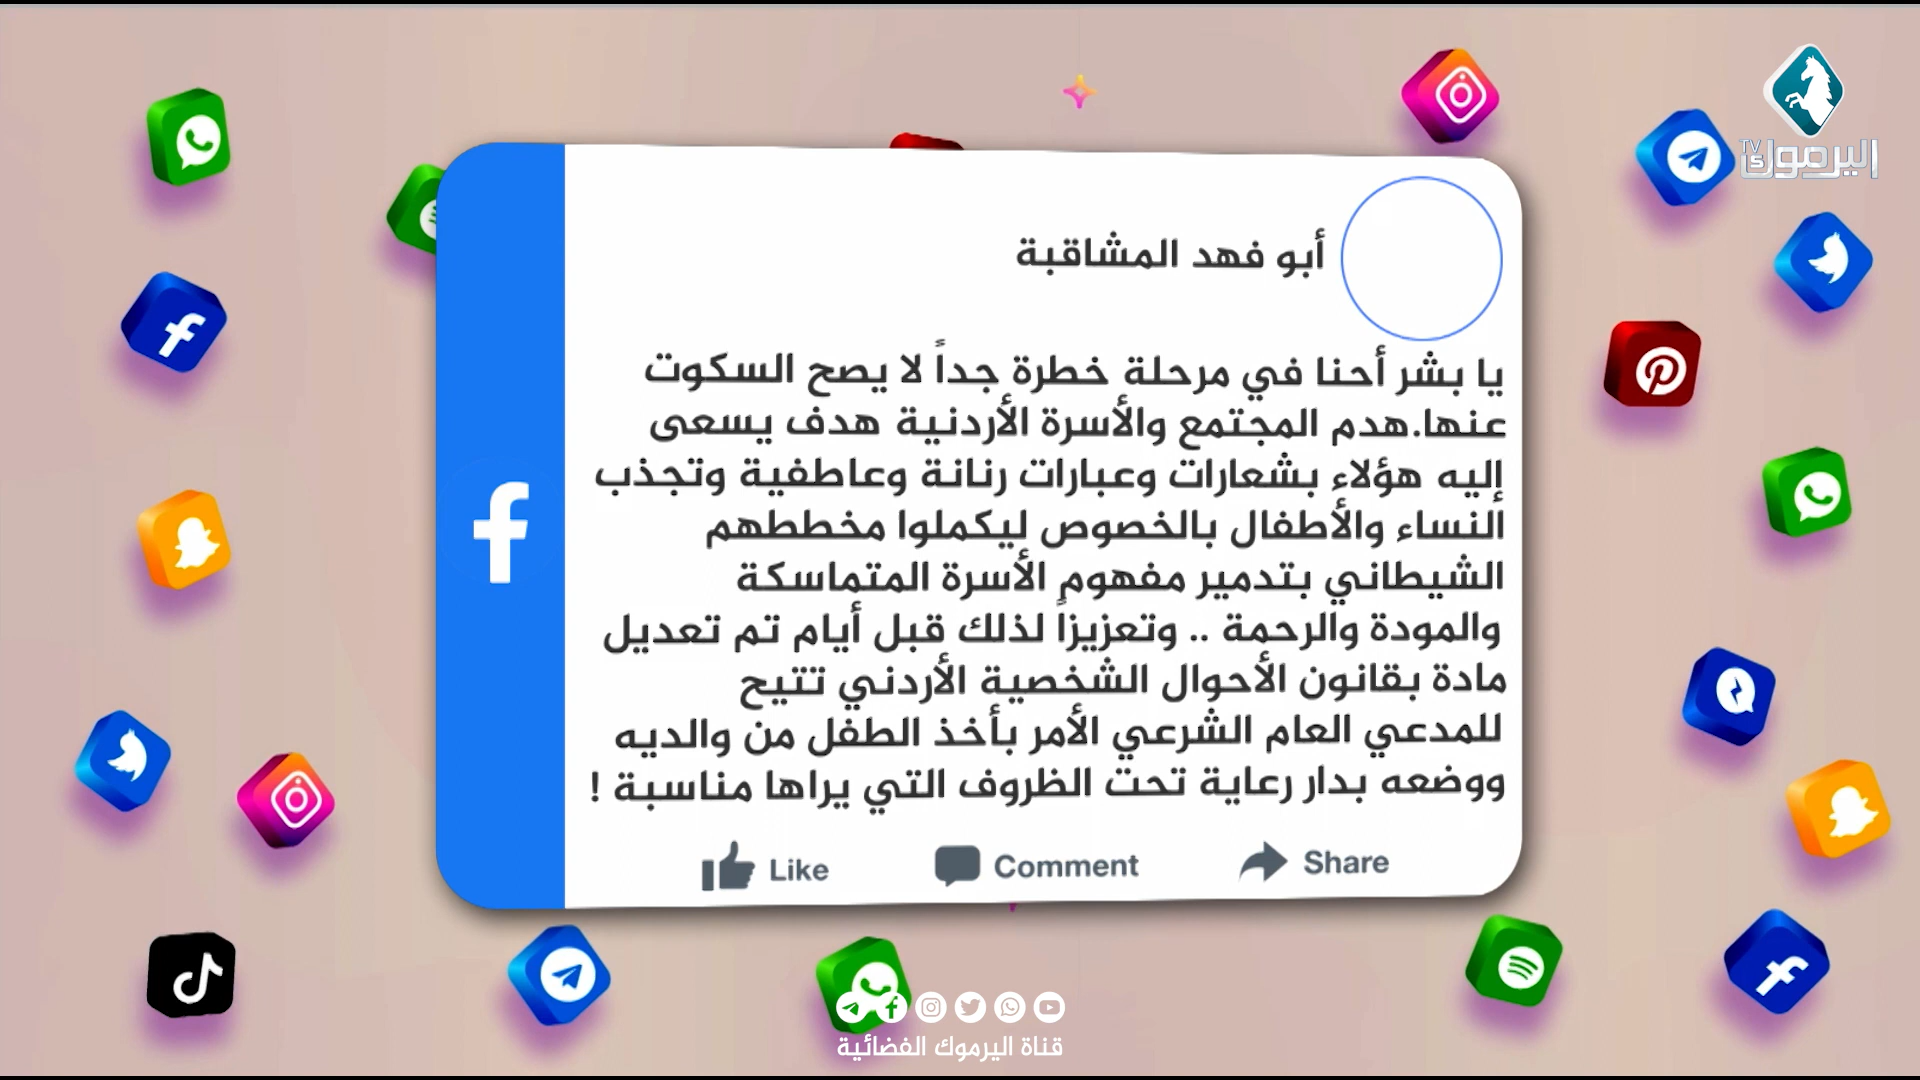 اليرموك
TV
أبو فهد المشاقبة
يا بشر أحنا في مرحلة خطرة جداً لا يصح السكوت
عنها.هدم المجتمع والأسرة الأردنية هدف يسعى
إليه هؤلاء بشعارات وعبارات رنانة وعاطفية وتجذب
النساء والأطفال بالخصوص ليكملوا مخططهم
الشيطاني بتدمير مفهوم الأسرة المتماسكة
والمودة والرحمة .. وتعزيزاً لذلك قبل أيام تم تعديل
مادة بقانون الأحوال الشخصية الأردني تتيح
للمدعي العام الشرعي الأمر بأخذ الطفل من والديه
ووضعه بدار رعاية تحت الظروف التي يراها مناسبة !
Like Comment Share
قناة اليرموك الفضائية